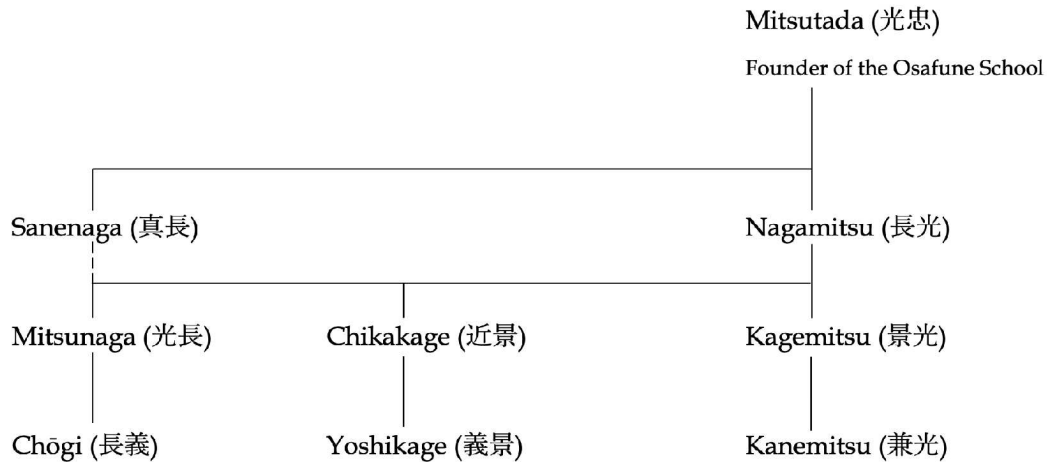 Mitsutada (光忠)
Founder of the Osafune School
Sanenaga (真長)
Nagamitsu (長光)
Mitsunaga (光長)
Chikakage (近景)
Kagemitsu (景光)
Chōgi (長義)
Yoshikage (義景)
Kanemitsu (兼光)